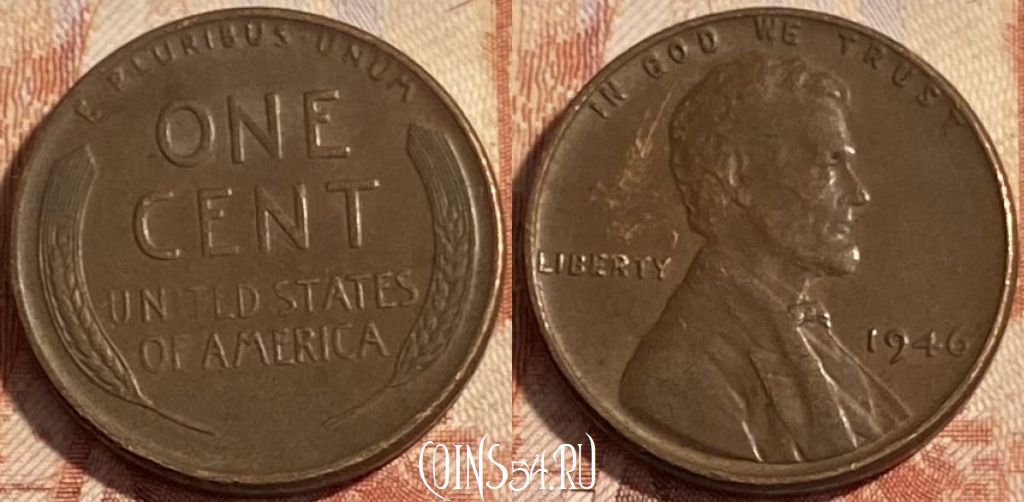 E PLURIBUS UNUM
ONE
CENT
UNITED STATES
OF AMERICA
IN GOD WE TRUST
LIBERTY
1946
COINS54.RU